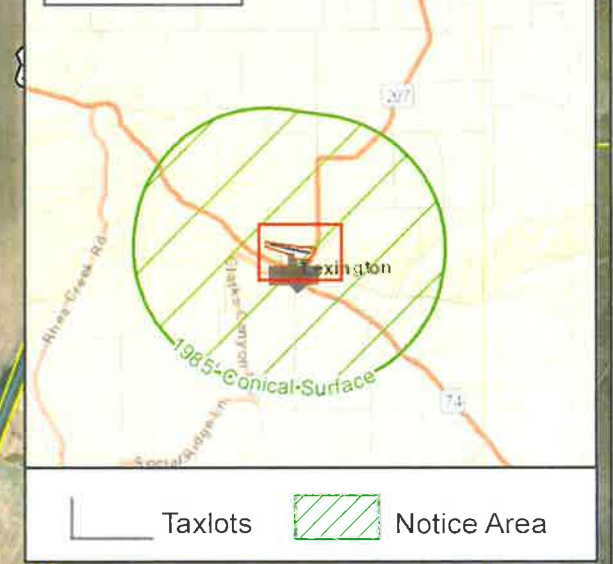 207
Lexington
Rhea Creek Rd
Clarks Canyon
1985'-Conical-Surface
74
Social Ridge Ln
Taxlots
Notice Area